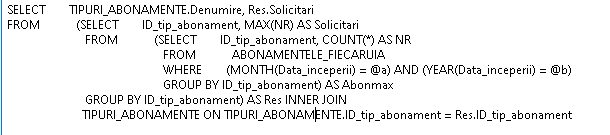 SELECT TIPURI_ABONAMENTE.Denumire, Res.Solicitari
FROM (SELECT ID_tip_abonament, MAX(NR) AS Solicitari
FROM (SELECT ID_tip_abonament, COUNT(*) AS NR
FROM ABONAMENTELE_FIECARUIA
WHERE (MONTH(Data_inceperii) = @a) AND (YEAR(Data_inceperii) = @b)
GROUP BY ID_tip_abonament) AS Abonmax
GROUP BY ID_tip_abonament) AS Res INNER JOIN
TIPURI_ABONAMENTE ON TIPURI_ABONAMENTE.ID_tip_abonament = Res.ID_tip_abonament